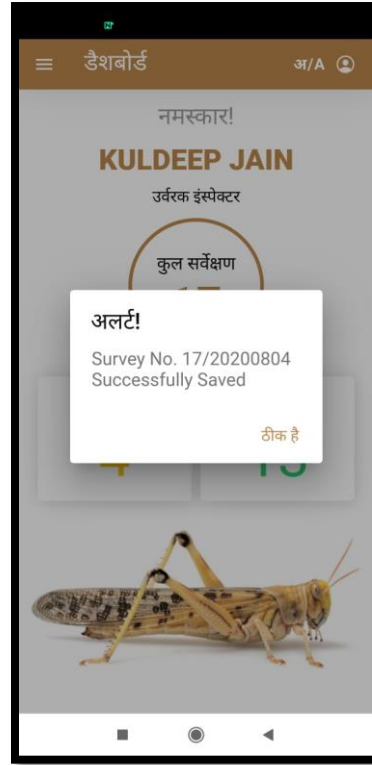 डैशबोर्ड
अ/A
नमस्कार!
KULDEEP JAIN
उर्वरक इंस्पेक्टर
कुल सर्वेक्षण
अलर्ट!
Survey No. 17/20200804
Successfully Saved
ठीक है